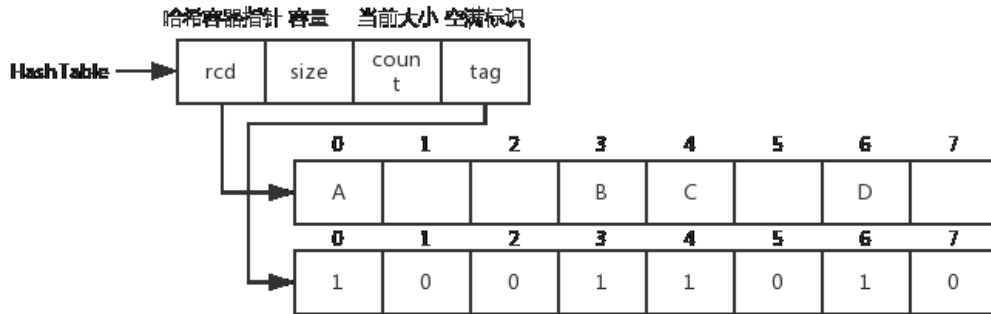 哈希容器指针 容量 当前大小 空满标识
HashTable rcd size coun
t tag
0 1 2 3 4 5 6 7
A B C D
0 1 2 3 4 5 6 7
1 0 0 1 1 0 1 0